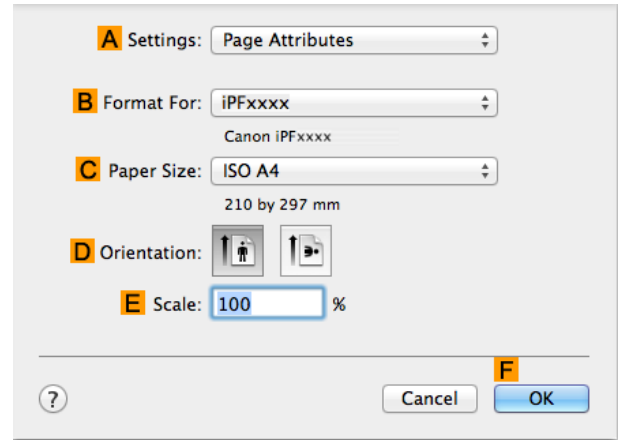 A Settings: Page Attributes
B Format For: iPFxxxx
Canon iPFxxxx
C Paper Size: ISO A4
210 by 297 mm
D Orientation:
E Scale: 100 %
F
? Cancel OK